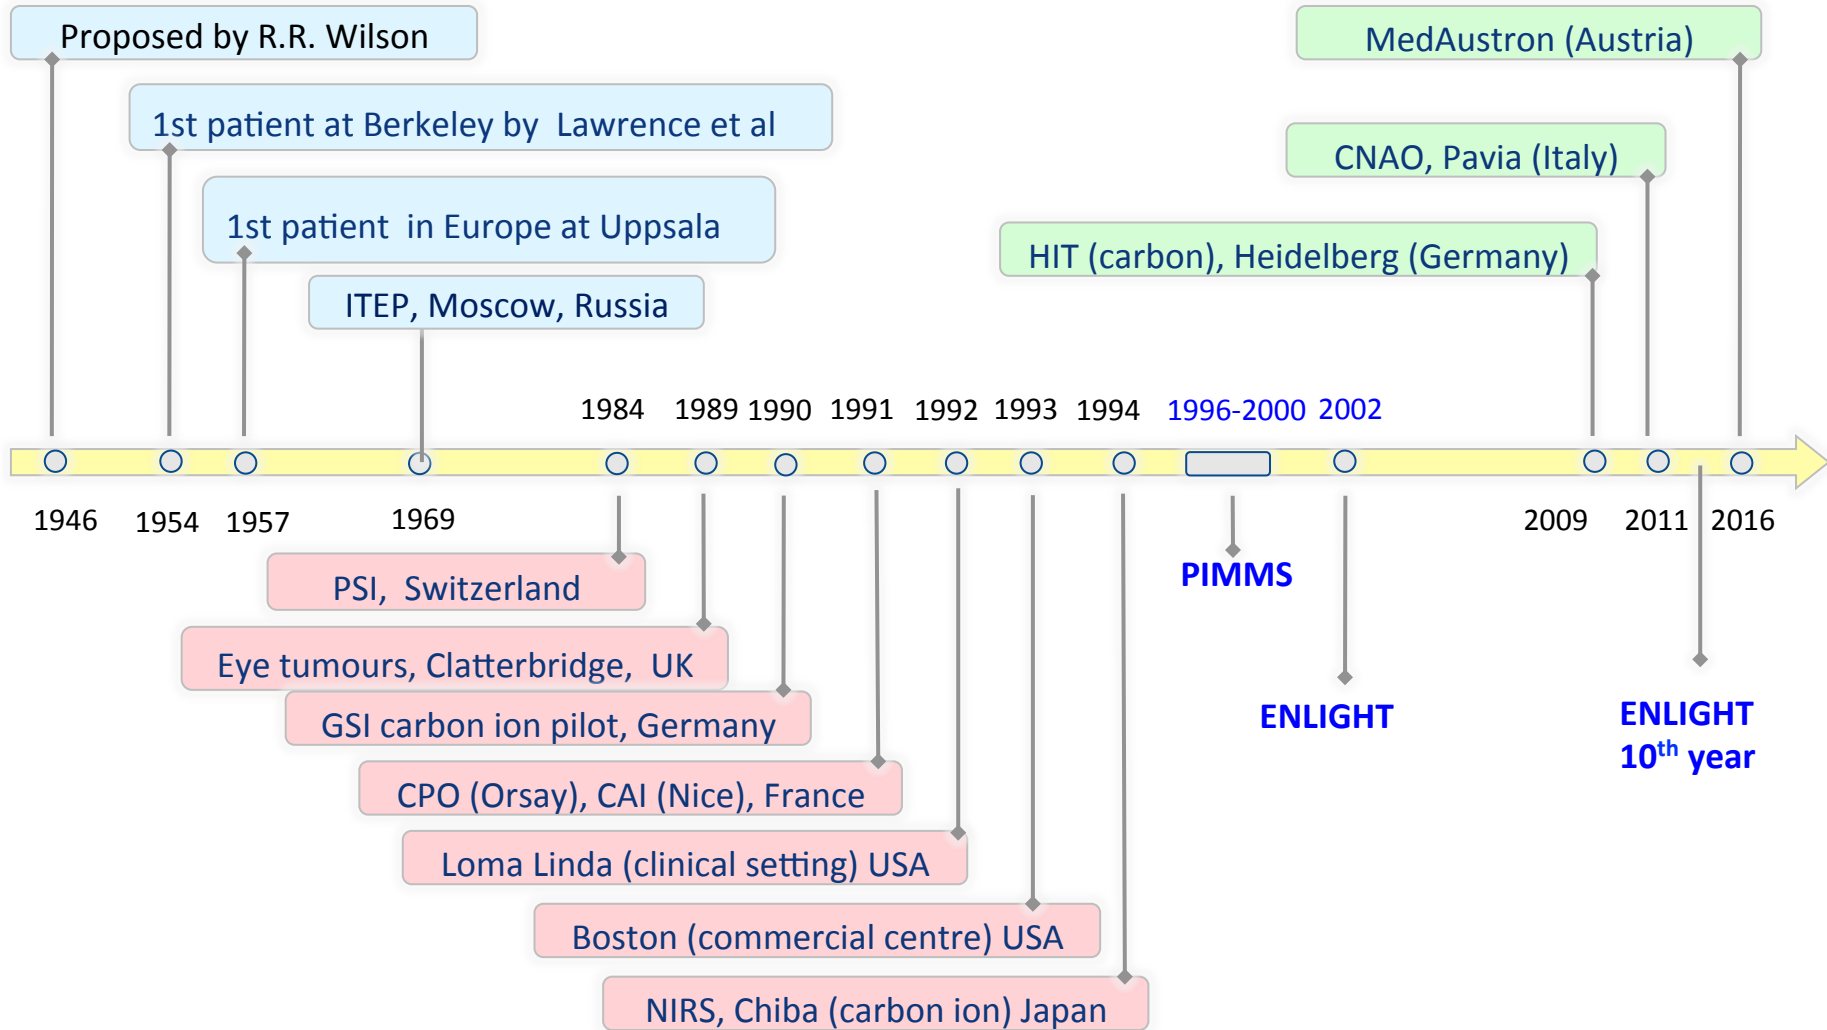 Proposed by R.R. Wilson
MedAustron (Austria)
1st patient at Berkeley by Lawrence et al
CNAO, Pavia (Italy)
1st patient in Europe at Uppsala
HIT (carbon), Heidelberg (Germany)
ITEP, Moscow, Russia
1984 1989 1990 1991 1992 1993 1994 1996-2000 2002
1946 1954 1957 1969 2009 2011 2016
PSI, Switzerland
PIMMS
Eye tumours, Clatterbridge, UK
GSI carbon ion pilot, Germany
ENLIGHT
ENLIGHT
10th year
CPO (Orsay), CAI (Nice), France
Loma Linda (clinical setting) USA
Boston (commercial centre) USA
NIRS, Chiba (carbon ion) Japan